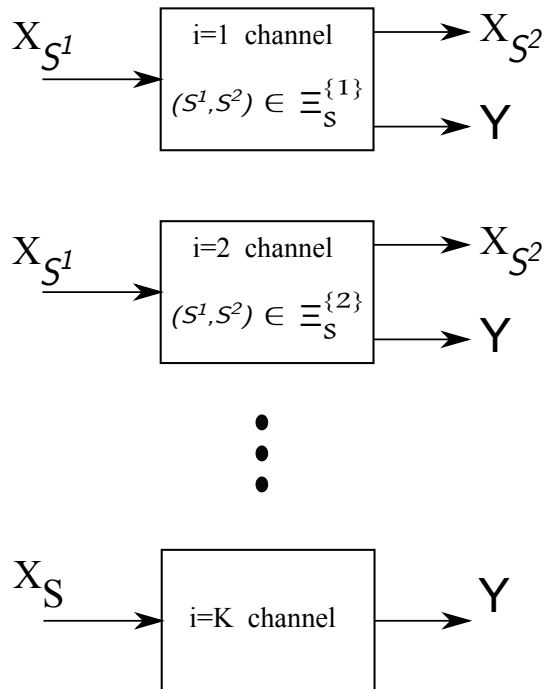 X_{S^1}
i=1 channel
X_{S^2}
(S^1,S^2) ∈ Ξ_S^{\{1\}}
Y
X_{S^1}
i=2 channel
X_{S^2}
(S^1,S^2) ∈ Ξ_S^{\{2\}}
Y
X_S
i=K channel
Y